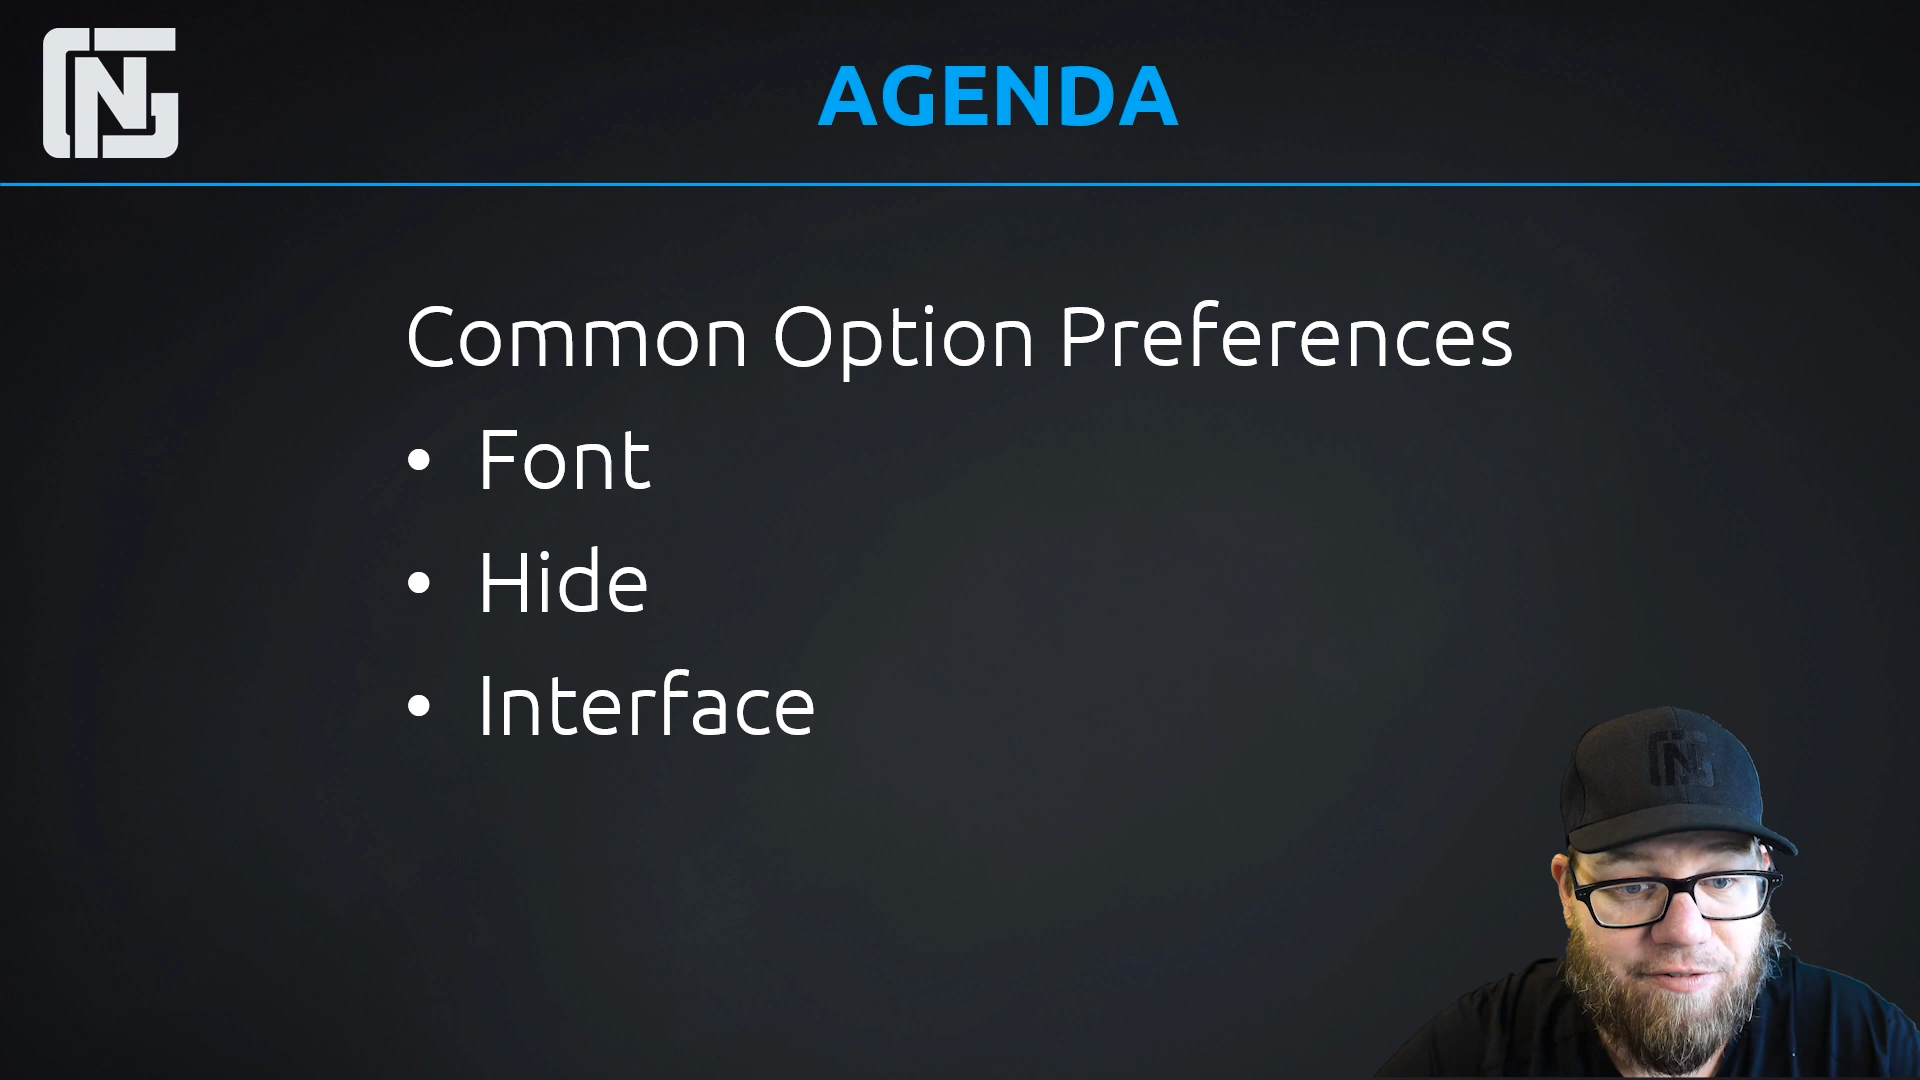 AGENDA
Common Option Preferences
• Font
• Hide
• Interface